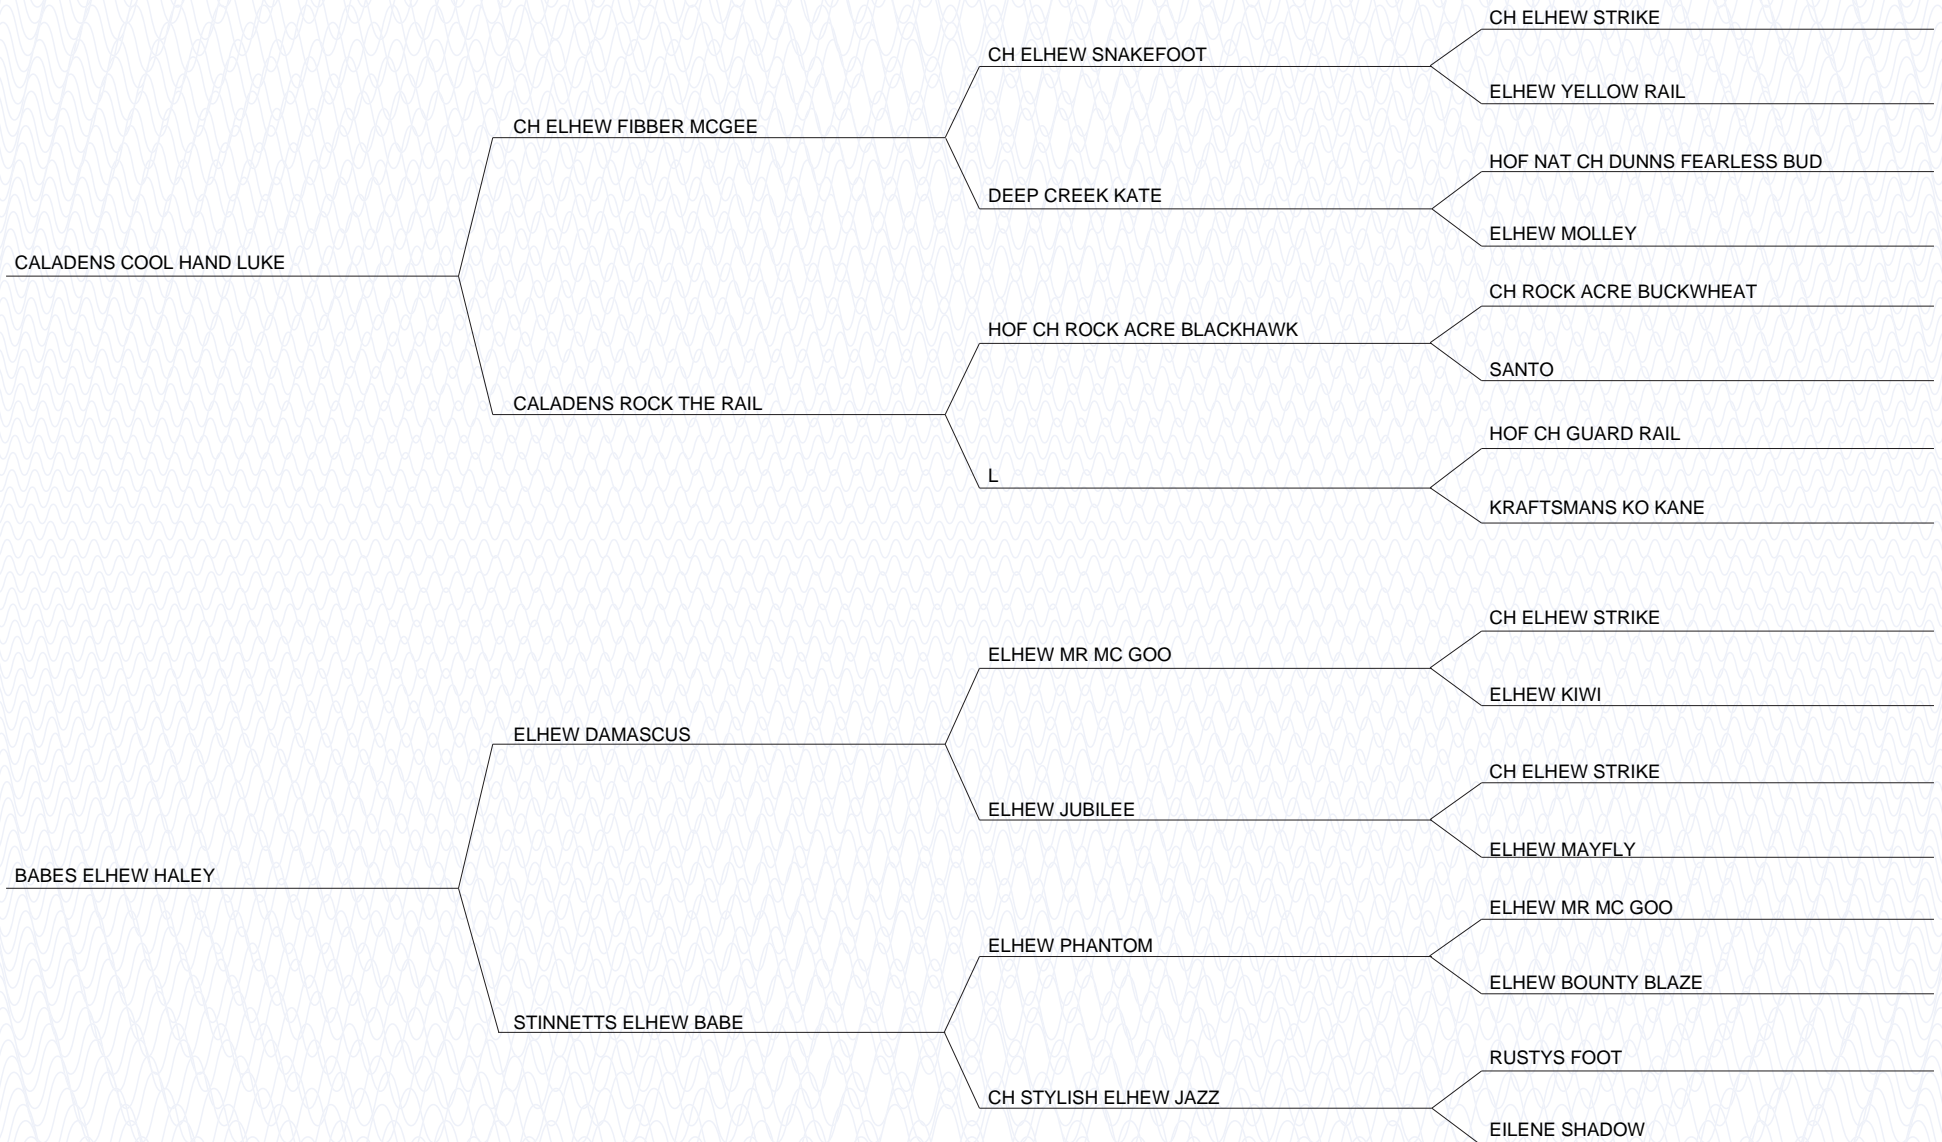 CH ELHEW STRIKE
CH ELHEW SNAKEFOOT
ELHEW YELLOW RAIL
CH ELHEW FIBBER MCGEE
HOF NAT CH DUNNS FEARLESS BUD
DEEP CREEK KATE
ELHEW MOLLEY
CALADENS COOL HAND LUKE
CH ROCK ACRE BUCKWHEAT
HOF CH ROCK ACRE BLACKHAWK
SANTO
CALADENS ROCK THE RAIL
HOF CH GUARD RAIL
L
KRAFTSMANS KO KANE
CH ELHEW STRIKE
ELHEW MR MC GOO
ELHEW KIWI
ELHEW DAMASCUS
CH ELHEW STRIKE
ELHEW JUBILEE
ELHEW MAYFLY
BABES ELHEW HALEY
ELHEW MR MC GOO
ELHEW PHANTOM
ELHEW BOUNTY BLAZE
STINNETTS ELHEW BABE
RUSTYS FOOT
CH STYLISH ELHEW JAZZ
EILENE SHADOW